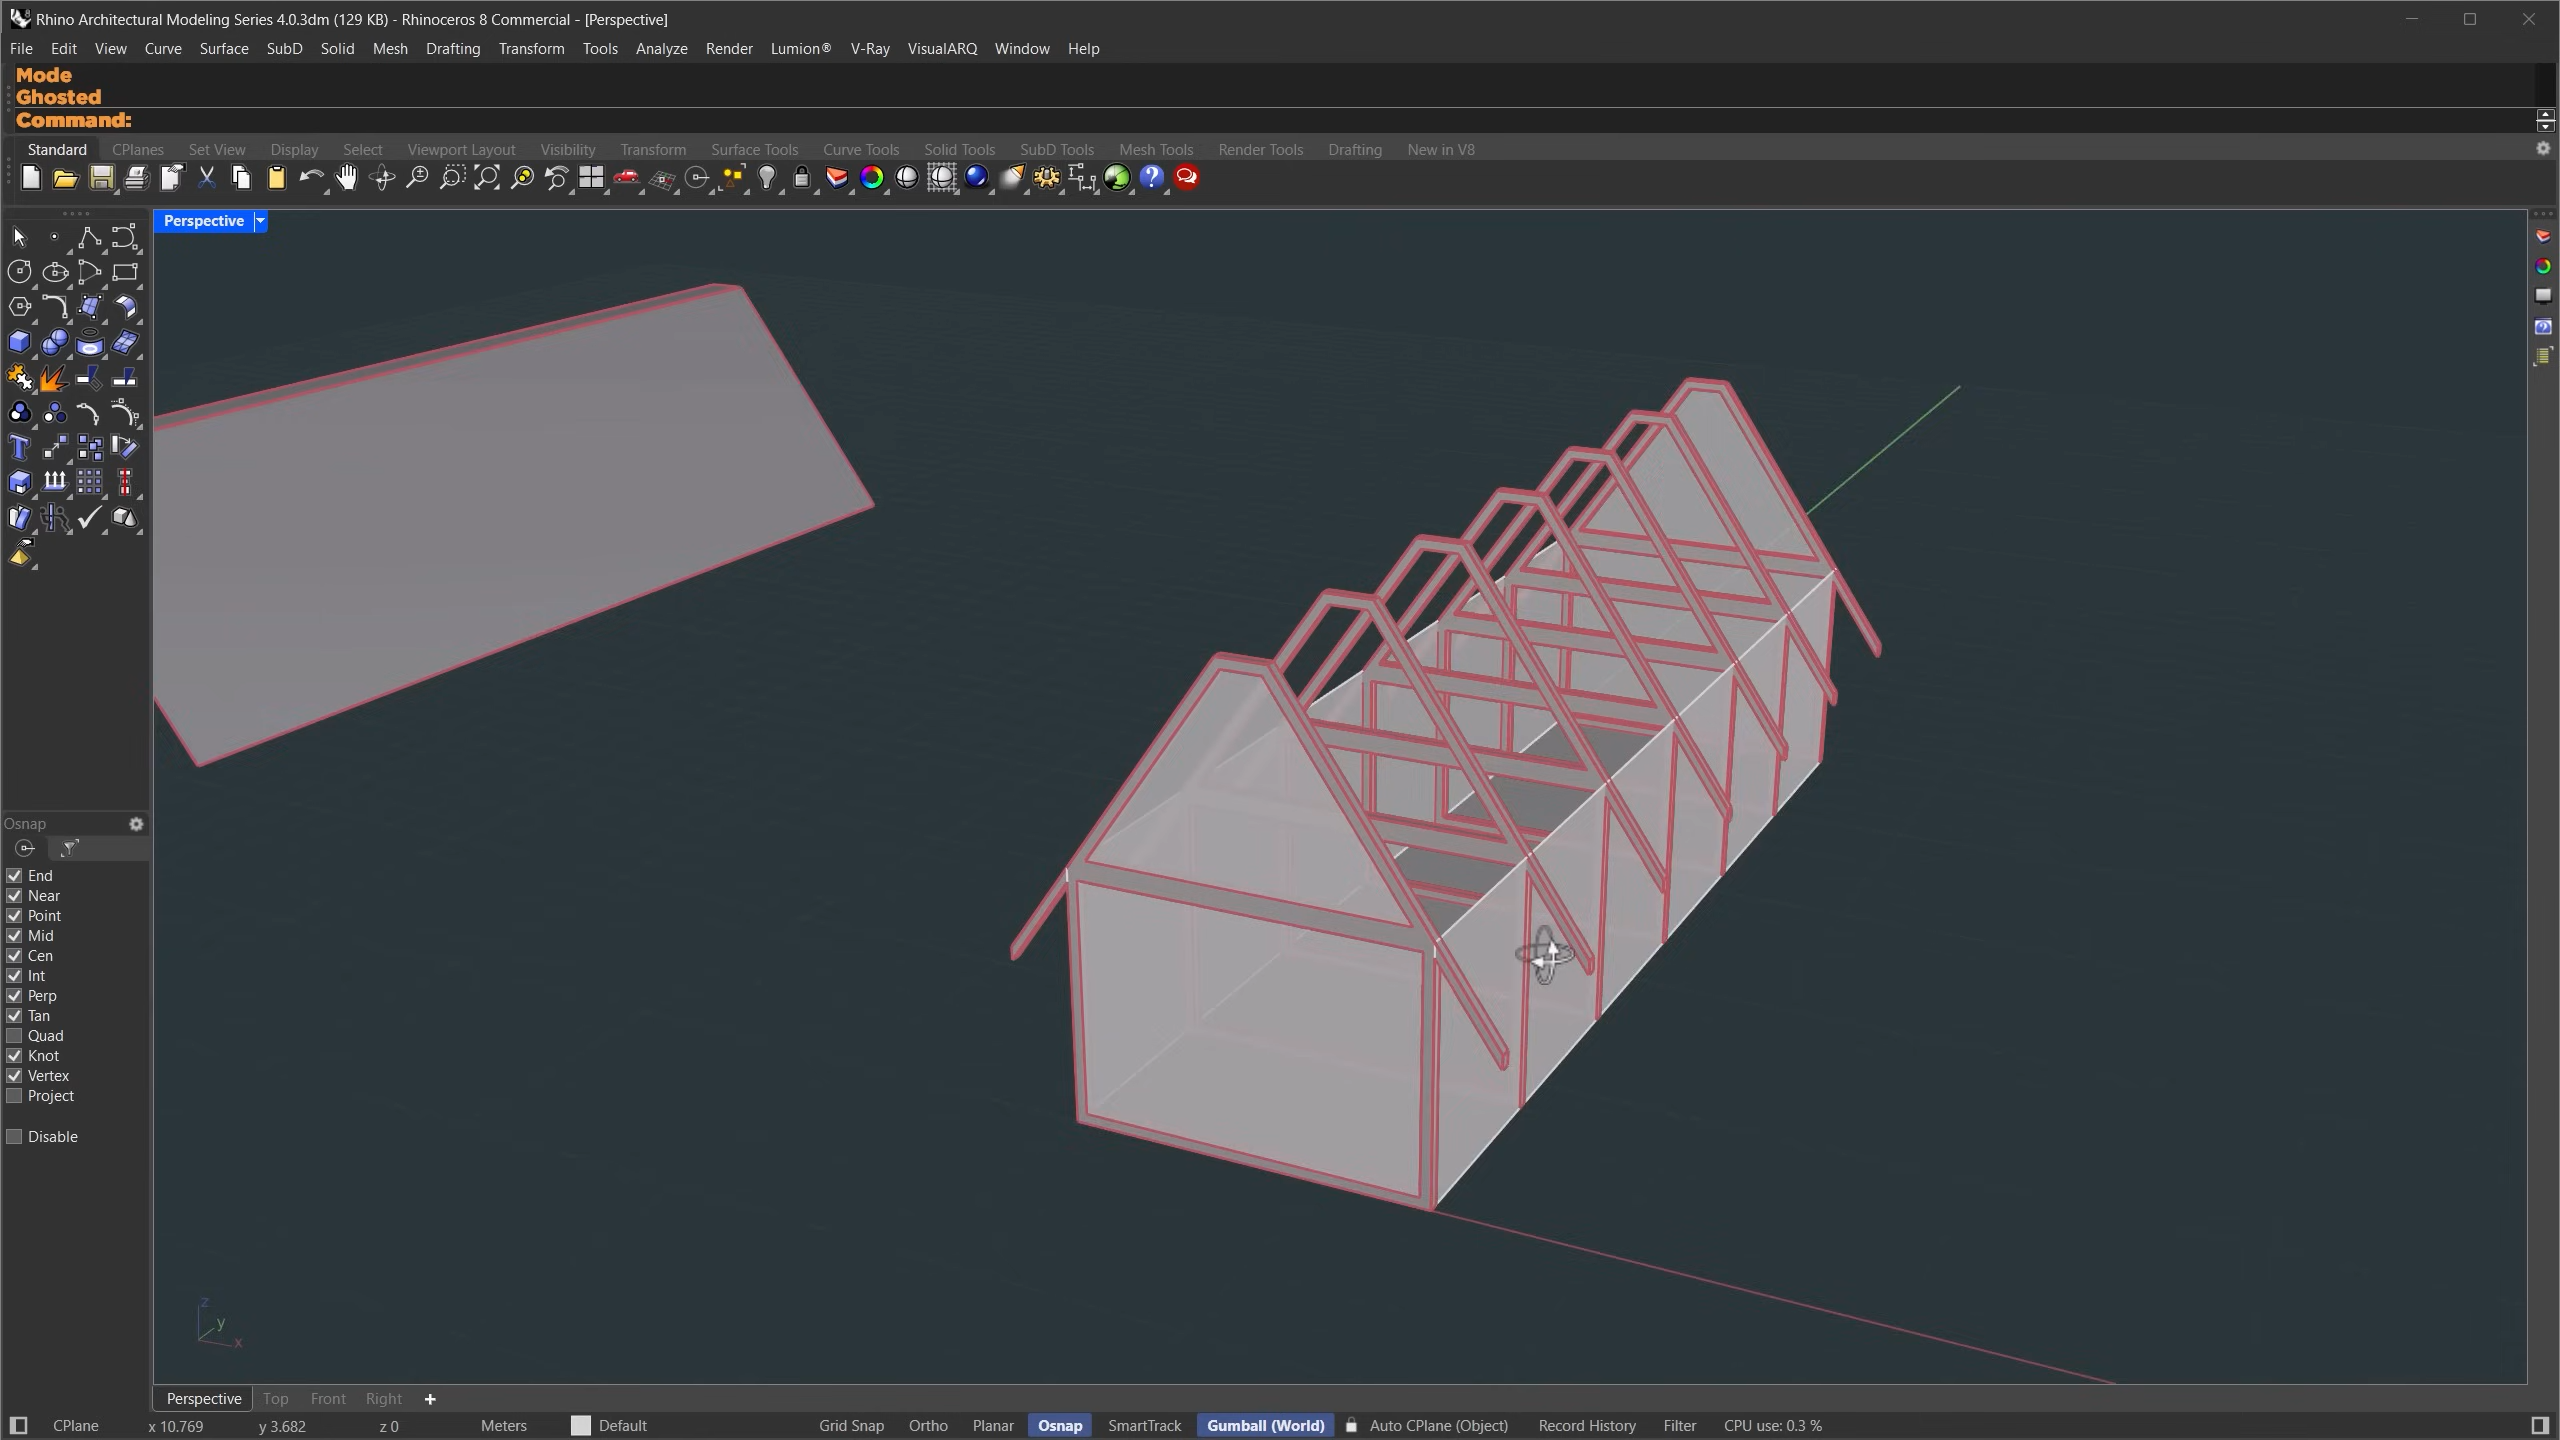 Rhino Architectural Modeling Series 4.0.3dm (129 KB) - Rhinoceros 8 Commercial - [Perspective]
File Edit View Curve Surface SubD Solid Mesh Drafting Transform Tools Analyze Render Lumion® V-Ray VisualARQ Window Help
Mode
Ghosted
Command:
Standard CPlanes Set View Display Select Viewport Layout Visibility Transform Surface Tools Curve Tools Solid Tools SubD Tools Mesh Tools Render Tools Drafting New in V8
Perspective
Osnap
End
Near
Point
Mid
Cen
Int
Perp
Tan
Quad
Knot
Vertex
Project
Disable
z
y
x
Perspective Top Front Right +
CPlane x 10.769 y 3.682 z 0 Meters Default Grid Snap Ortho Planar Osnap SmartTrack Gumball (World) Auto CPlane (Object) Record History Filter CPU use: 0.3 %